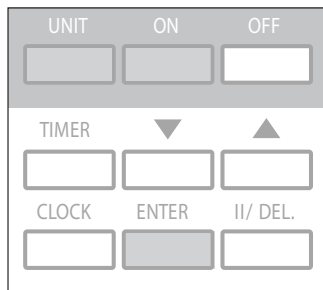 UNIT ON OFF
TIMER ▼ ▲
CLOCK ENTER II/ DEL.